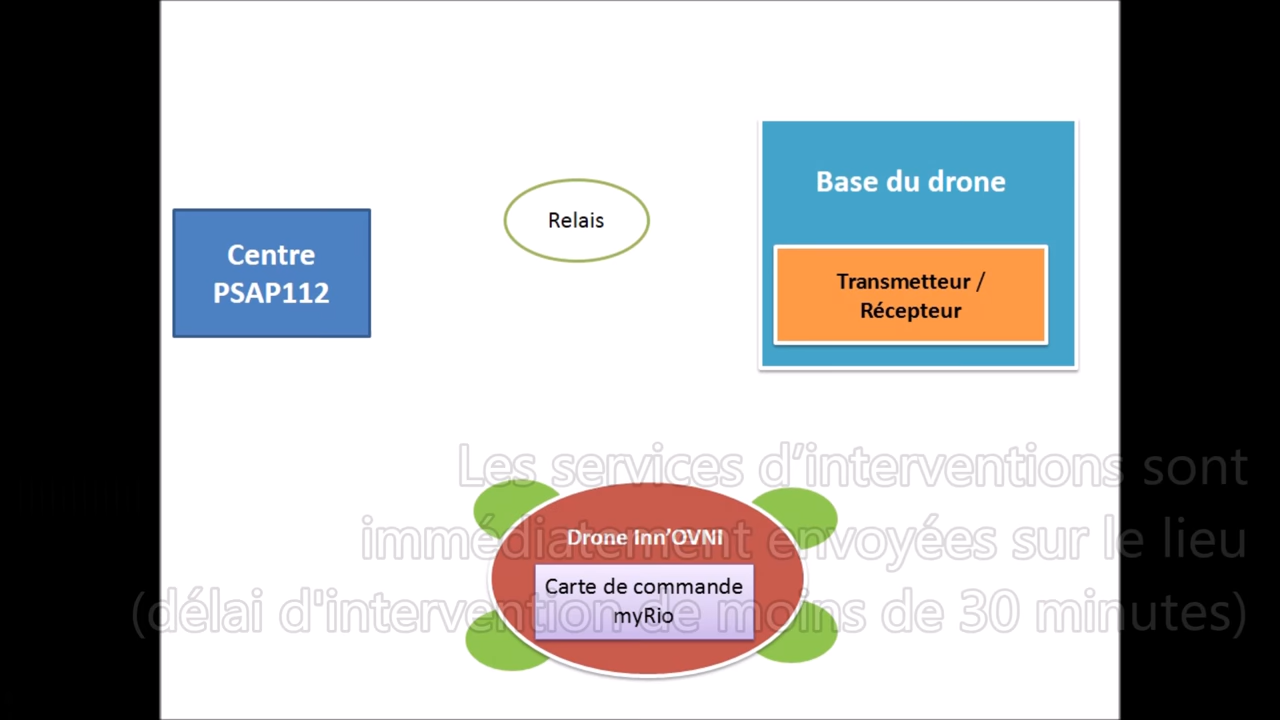 Base du drone
Relais
Centre
PSAP112
Transmetteur /
Récepteur
Les services d’interventions sont
immédiatement envoyées sur le lieu
(délai d'intervention de moins de 30 minutes)
Drone Inn’OVNI
Carte de commande
myRio